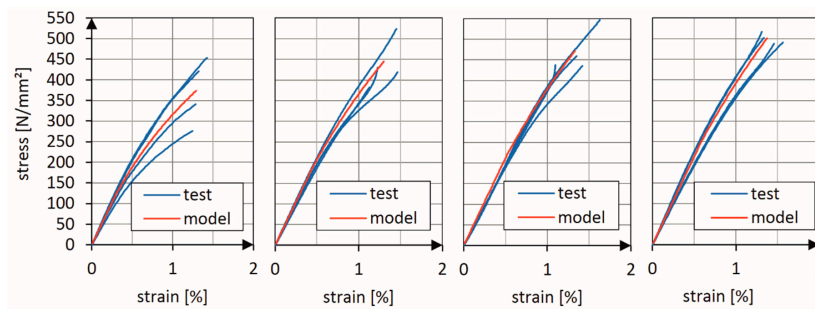 stress [N/mm²]
550
500
450
400
350
300
250
200
150
100
50
0
test
model
0 1 2
strain [%]
test
model
0 1 2
strain [%]
test
model
0 1 2
strain [%]
test
model
0 1
strain [%]